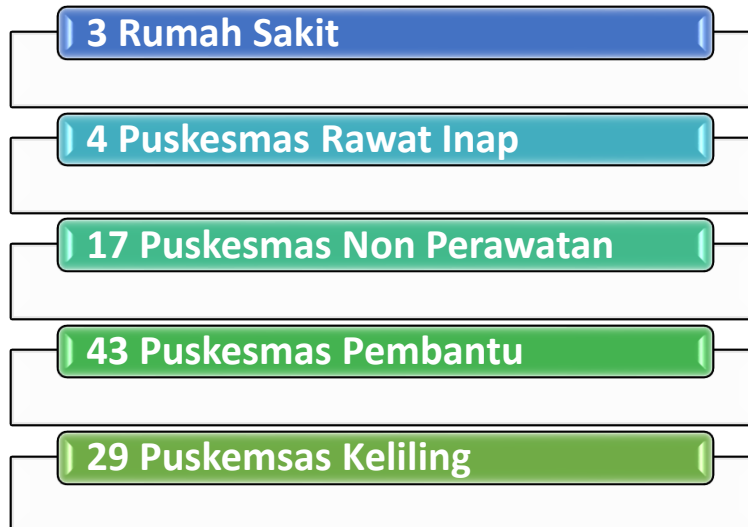 3 Rumah Sakit
4 Puskesmas Rawat Inap
17 Puskesmas Non Perawatan
43 Puskesmas Pembantu
29 Puskemsas Keliling